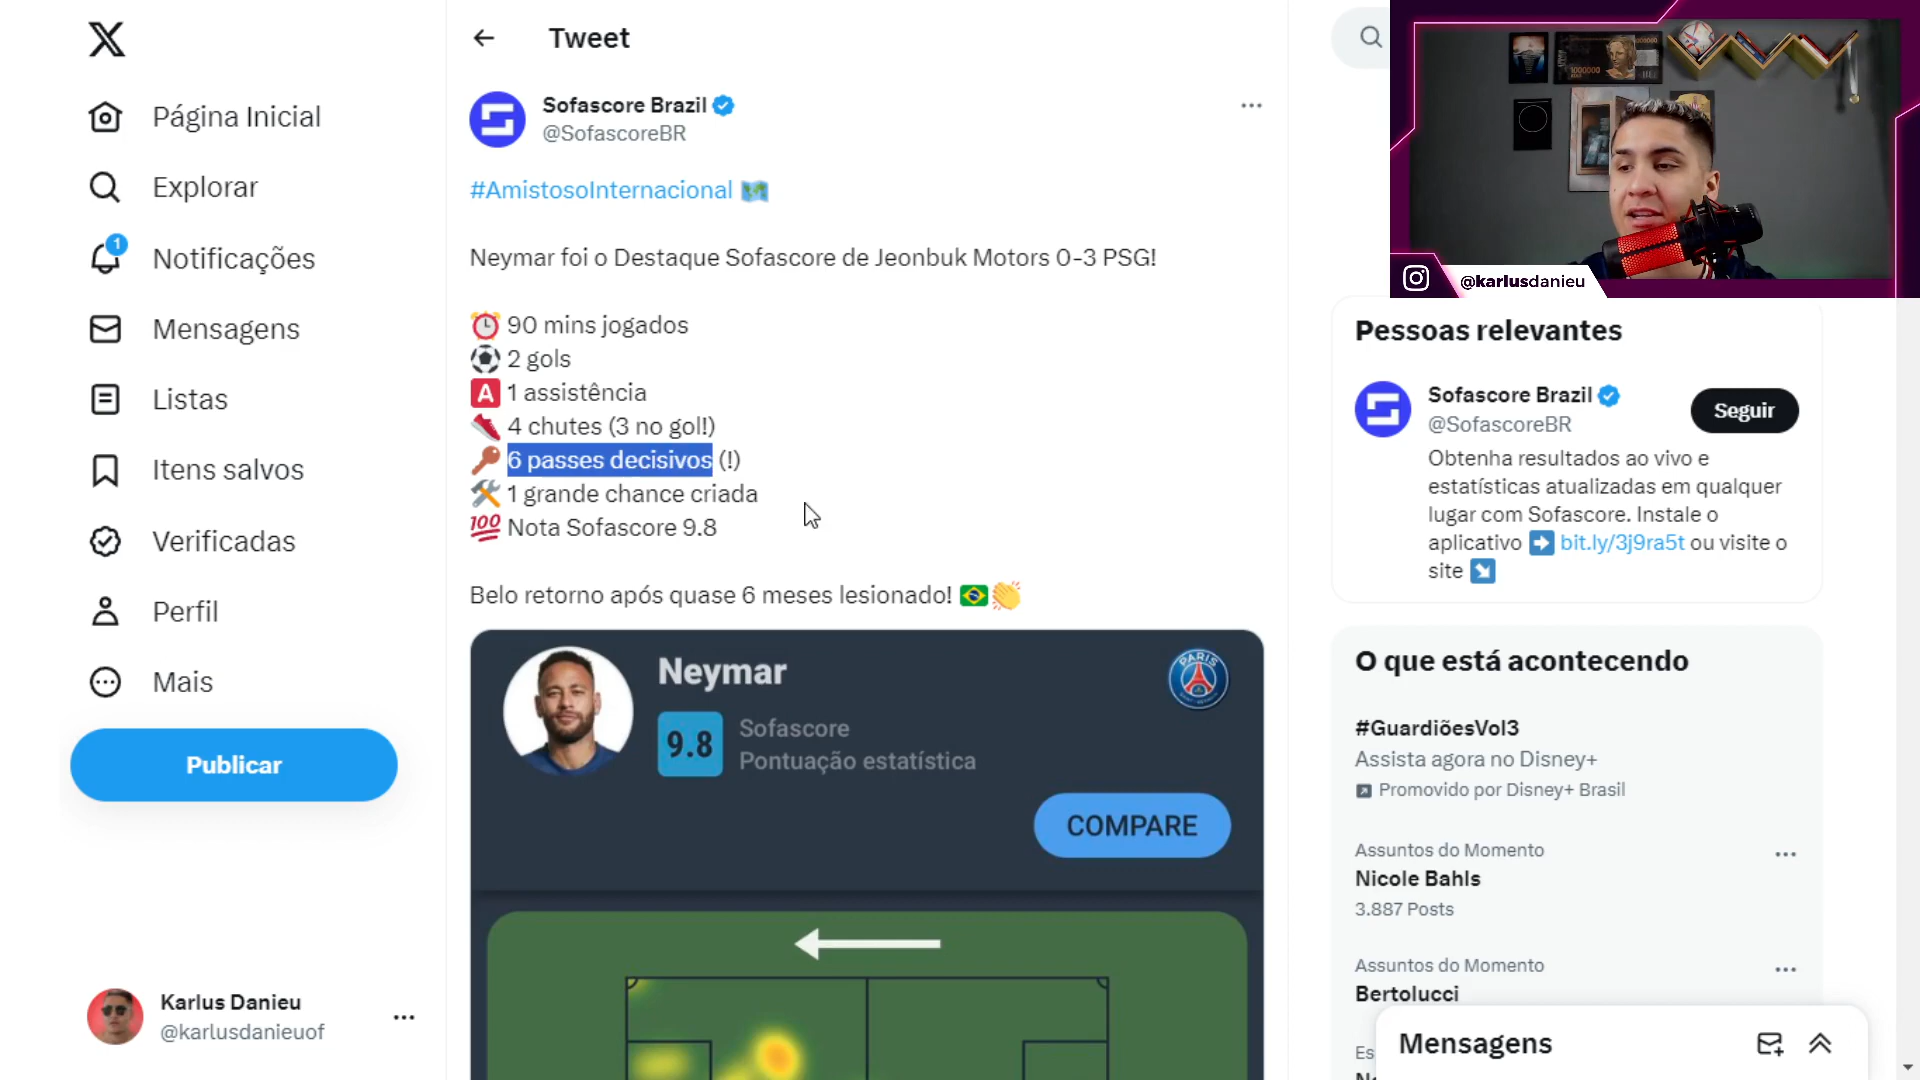 X
Página Inicial
Explorar
1
Notificações
Mensagens
Listas
Itens salvos
Verificadas
Perfil
Mais
Publicar
Karlus Danieu
@karlusdanieuof
Tweet
Sofascore Brazil
@SofascoreBR
#AmistosoInternacional
Neymar foi o Destaque Sofascore de Jeonbuk Motors 0-3 PSG!
90 mins jogados
2 gols
A 1 assistência
4 chutes (3 no gol!)
6 passes decisivos (!)
1 grande chance criada
100 Nota Sofascore 9.8
Belo retorno após quase 6 meses lesionado!
Neymar
PARIS
9.8
Sofascore
Pontuação estatística
COMPARE
1000000
@karlusdanieu
Pessoas relevantes
Sofascore Brazil
@SofascoreBR
Seguir
Obtenha resultados ao vivo e
estatísticas atualizadas em qualquer
lugar com Sofascore. Instale o
aplicativo bit.ly/3j9ra5t ou visite o
site
O que está acontecendo
#GuardiõesVol3
Assista agora no Disney+
Promovido por Disney+ Brasil
Assuntos do Momento
Nicole Bahls
3.887 Posts
Assuntos do Momento
Bertolucci
Es
Mensagens